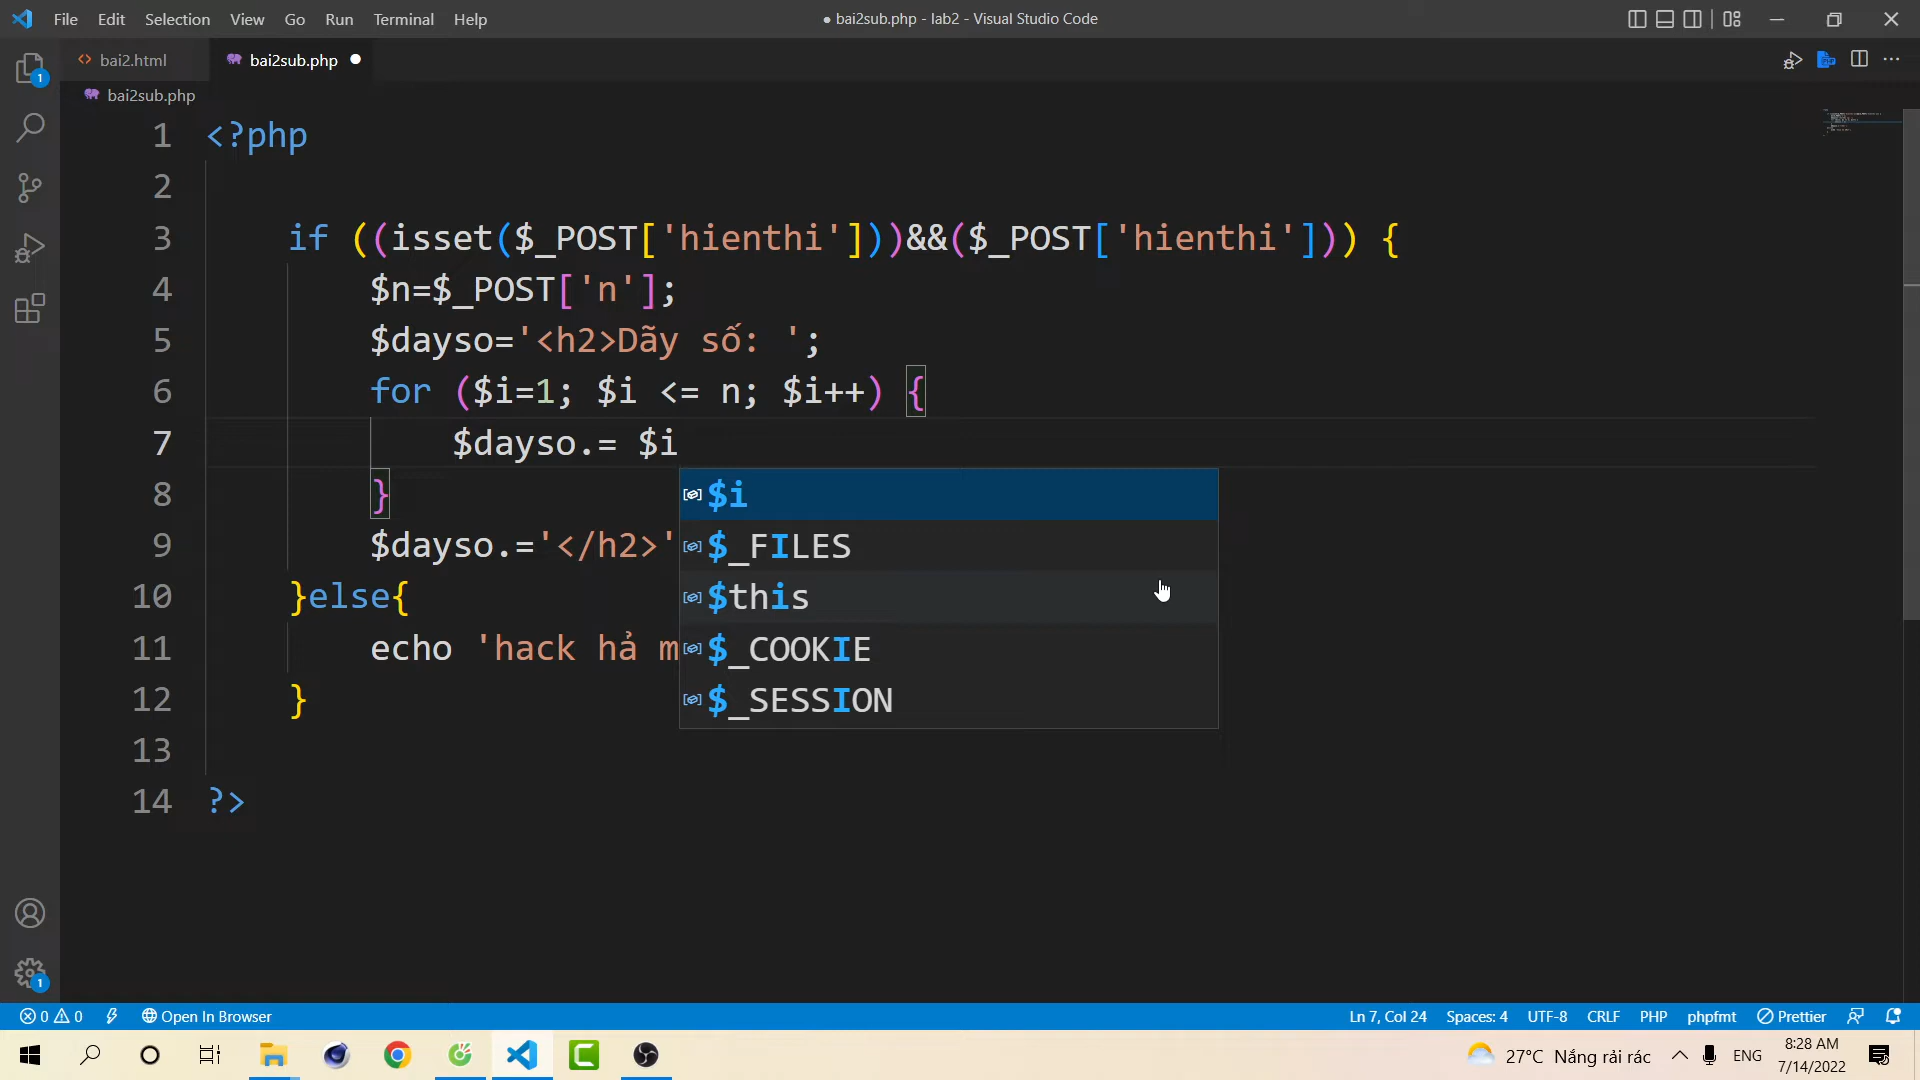 File Edit Selection View Go Run Terminal Help
● bai2sub.php - lab2 - Visual Studio Code
bai2.html
bai2sub.php
bai2sub.php
1 <?php
2
3 if ((isset($_POST['hienthi']))&&($_POST['hienthi'])) {
4 $n=$_POST['n'];
5 $dayso='<h2>Dãy số: ';
6 for ($i=1; $i <= n; $i++) {
7 $dayso.= $i
8 }
9 $dayso.='</h2>'
10 }else{
11 echo 'hack hả m
12 }
13
14 ?>
$i
$_FILES
$this
$_COOKIE
$_SESSION
1
1
0 0 Open In Browser
Ln 7, Col 24 Spaces: 4 UTF-8 CRLF PHP phpfmt Prettier
27°C Nắng rải rác ENG
8:28 AM
7/14/2022